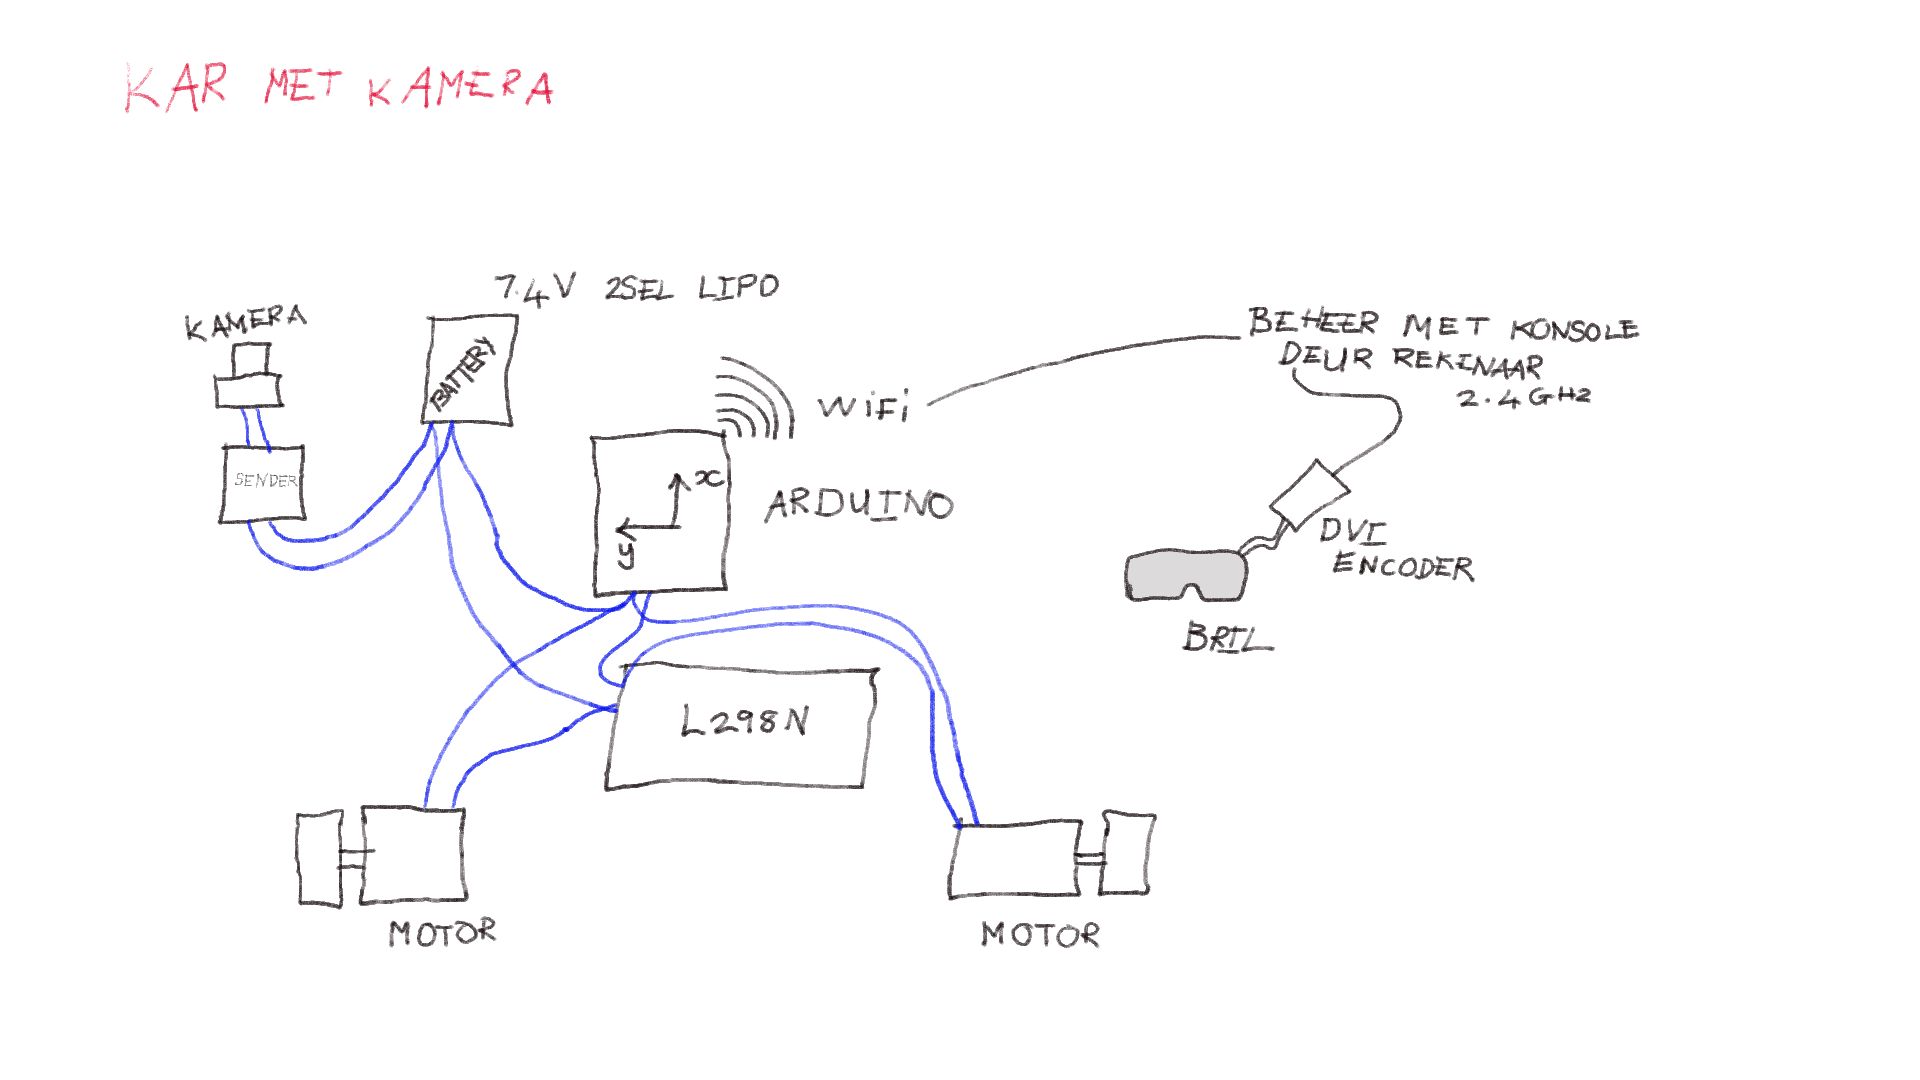 KAR MET KAMERA
7.4V 2SEL LIPO
KAMERA
BATTERY
SENDER
WiFi
x
y
ARDUINO
BEHEER MET KONSOLE
DEUR REKENAAR
2.4GHz
DVI
ENCODER
BRIL
L298N
MOTOR
MOTOR